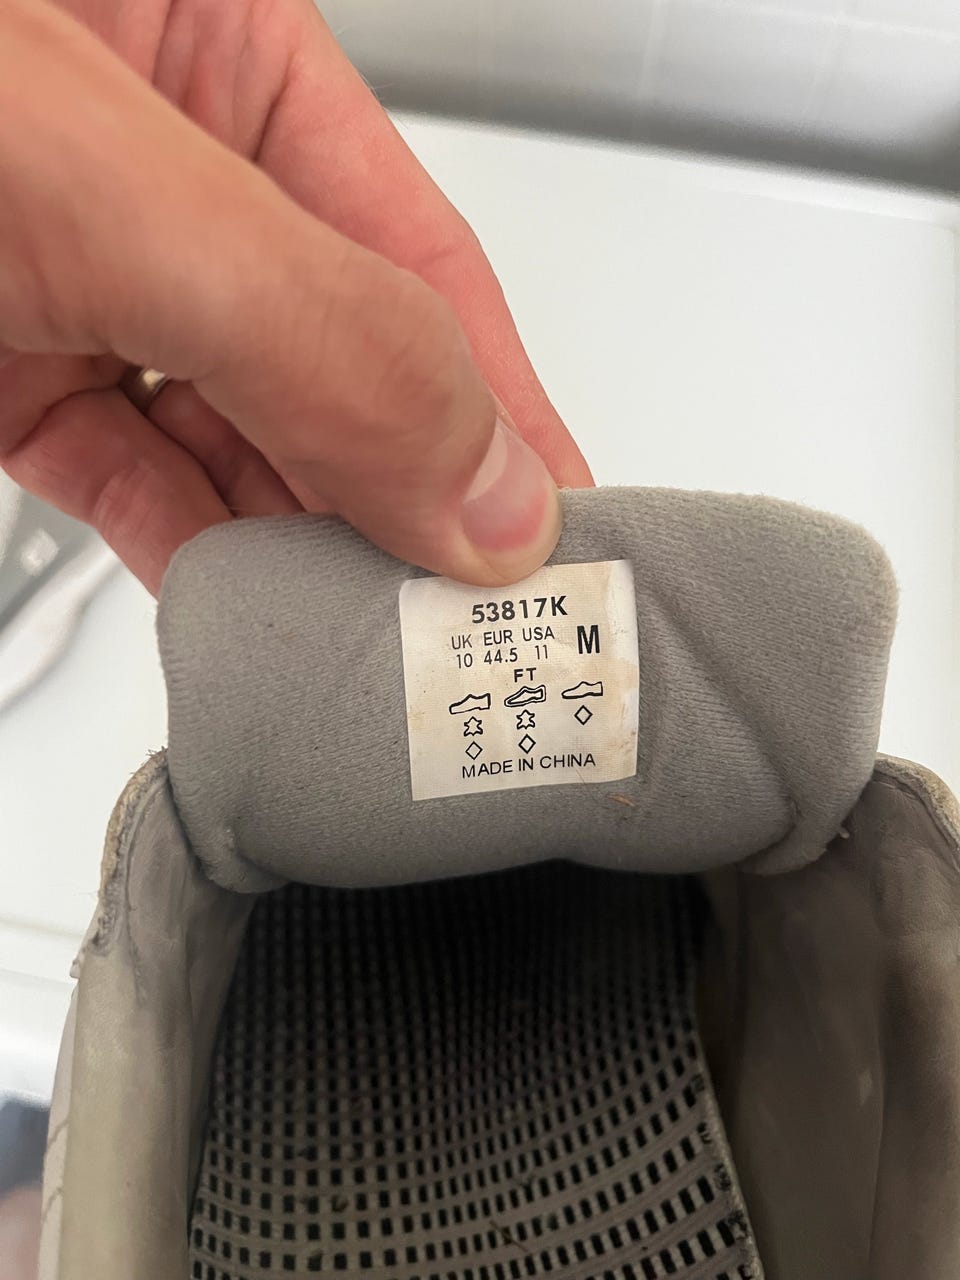 53817K
UK EUR USA M
10 44.5 11
FT
MADE IN CHINA